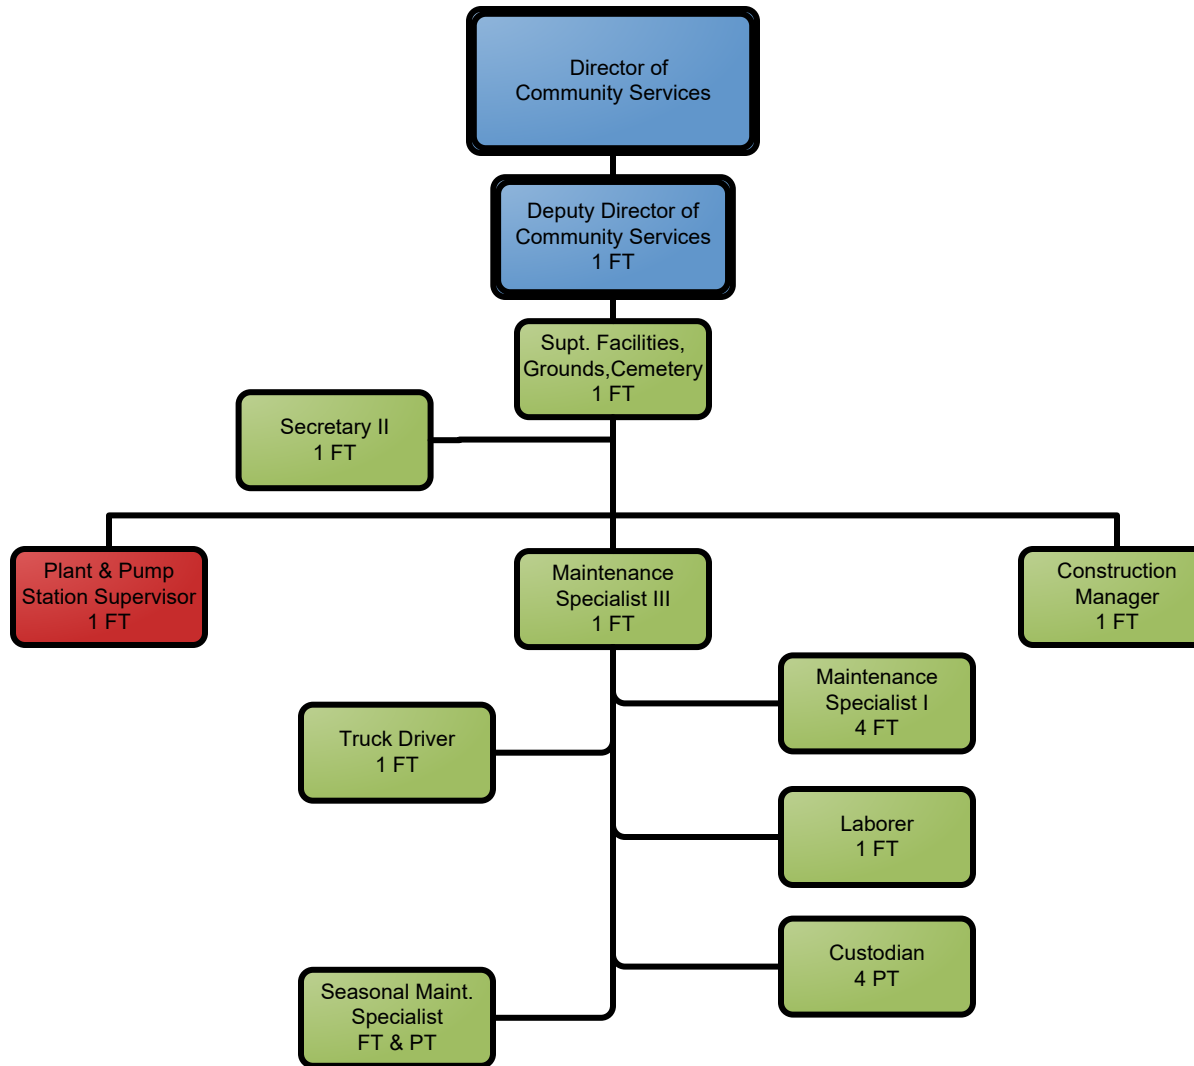 Director of
Community Services
Deputy Director of
Community Services
1 FT
Supt. Facilities,
Grounds,Cemetery
1 FT
Secretary II
1 FT
Plant & Pump
Station Supervisor
1 FT
Maintenance
Specialist III
1 FT
Construction
Manager
1 FT
Maintenance
Specialist I
4 FT
Truck Driver
1 FT
Laborer
1 FT
Custodian
4 PT
Seasonal Maint.
Specialist
FT & PT